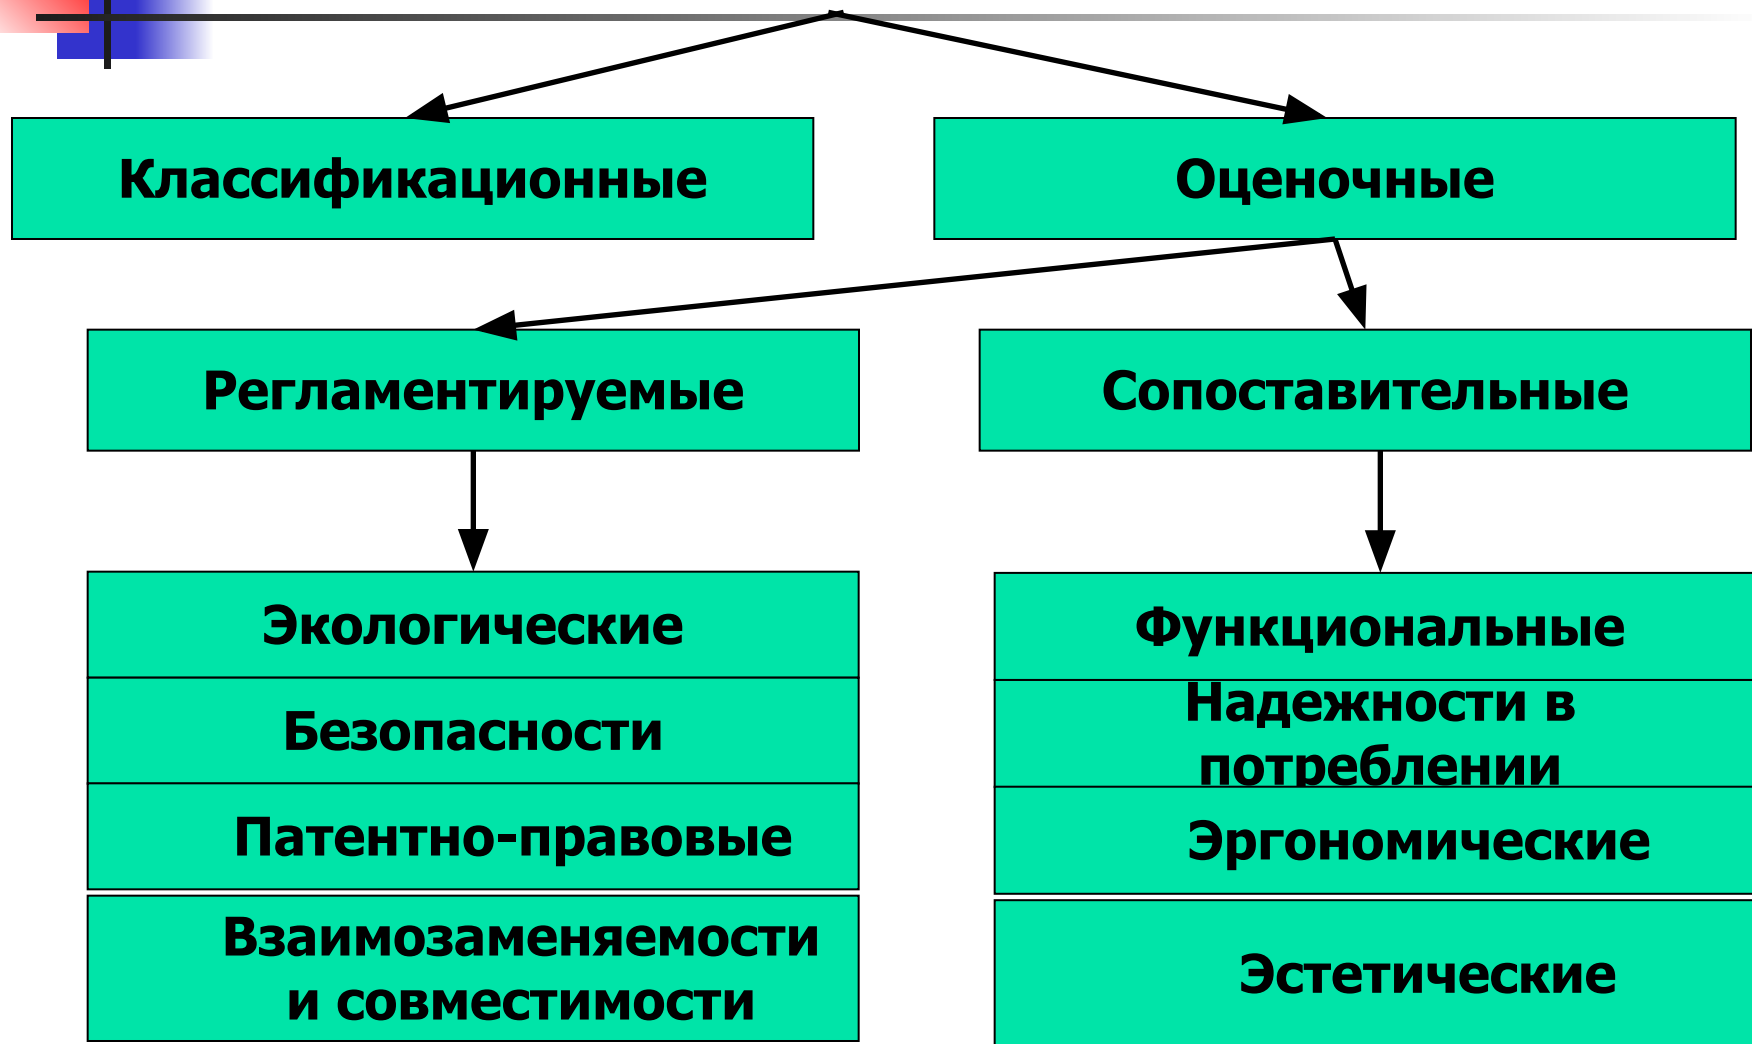 Классификационные
Оценочные
Регламентируемые
Сопоставительные
Экологические
Безопасности
Патентно-правовые
Взаимозаменяемости
и совместимости
Функциональные
Надежности в
потреблении
Эргономические
Эстетические